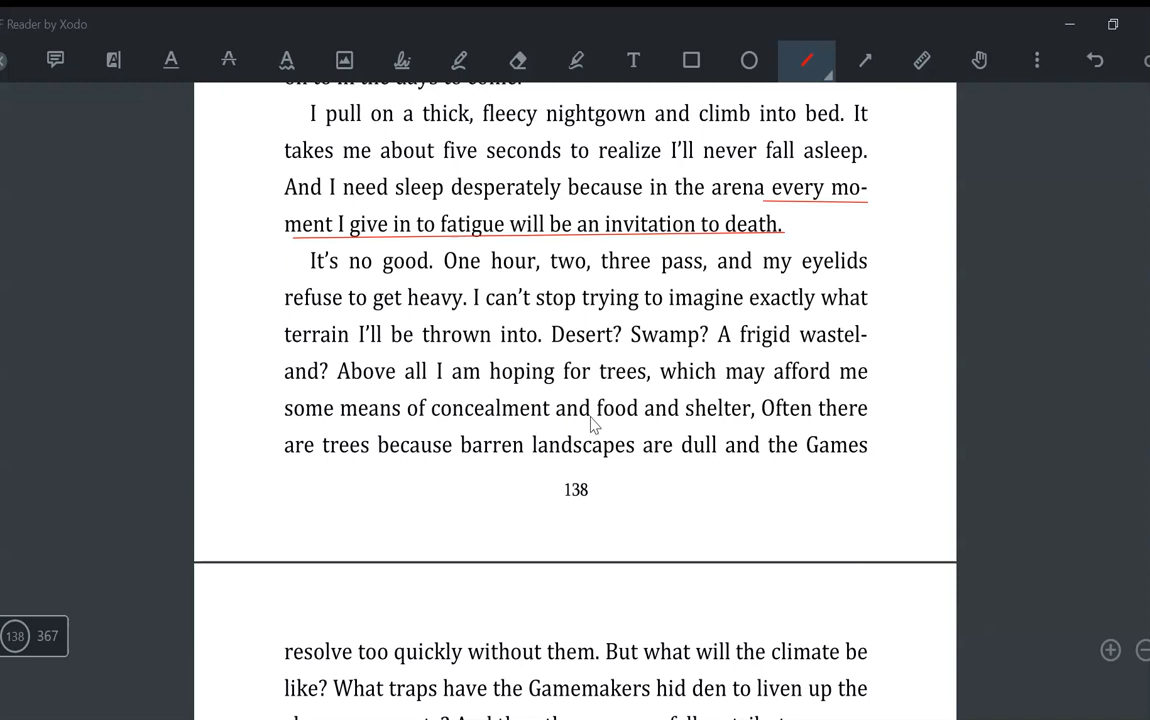 F Reader by Xodo
on to in the days to come.
I pull on a thick, fleecy nightgown and climb into bed. It
takes me about five seconds to realize I’ll never fall asleep.
And I need sleep desperately because in the arena every mo-
ment I give in to fatigue will be an invitation to death.
It’s no good. One hour, two, three pass, and my eyelids
refuse to get heavy. I can’t stop trying to imagine exactly what
terrain I’ll be thrown into. Desert? Swamp? A frigid wastel-
and? Above all I am hoping for trees, which may afford me
some means of concealment and food and shelter, Often there
are trees because barren landscapes are dull and the Games
138
138 367
resolve too quickly without them. But what will the climate be
like? What traps have the Gamemakers hid den to liven up the